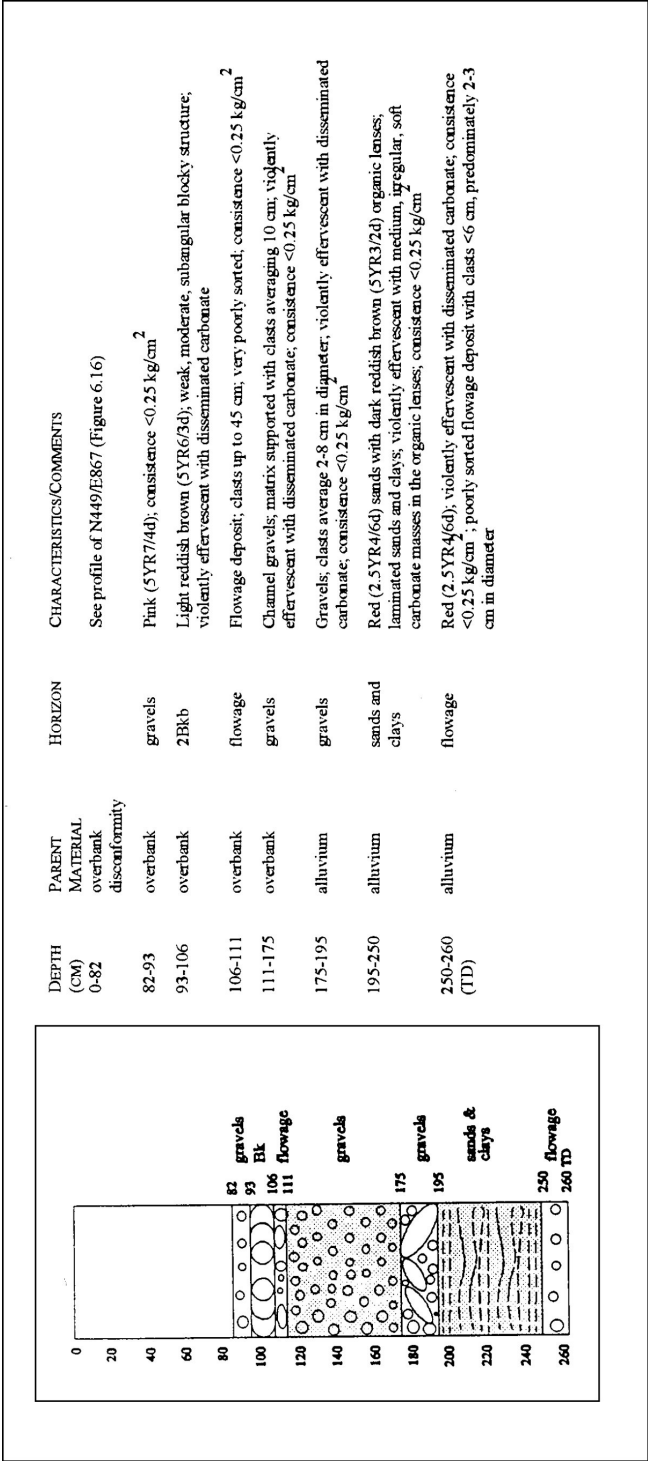 0
20
40
60
80
100
120
140
160
180
200
220
240
260
82
gravels
93
Bk
106
flowage
111
gravels
175
gravels
195
sands &
clays
250
flowage
260 TD
DEPTH (CM) PARENT MATERIAL HORIZON CHARACTERISTICS/COMMENTS
0-82 overbank See profile of N449/E867 (Figure 6.16)
disconformity
82-93 overbank gravels Pink (5YR7/4d); consistence <0.25 kg/cm2
93-106 overbank 2Bkb Light reddish brown (5YR6/3d); weak, moderate, subangular blocky structure;
violently effervescent with disseminated carbonate
106-111 overbank flowage Flowage deposit; clasts up to 45 cm; very poorly sorted; consistence <0.25 kg/cm2
111-175 overbank gravels Channel gravels; matrix supported with clasts averaging 10 cm; violently
effervescent with disseminated carbonate; consistence <0.25 kg/cm2
175-195 alluvium gravels Gravels; clasts average 2-8 cm in diameter; violently effervescent with disseminated
carbonate; consistence <0.25 kg/cm2
195-250 alluvium sands and Red (2.5YR4/6d) sands with dark reddish brown (5YR3/2d) organic lenses;
clays laminated sands and clays; violently effervescent with medium, irregular, soft
carbonate masses in the organic lenses; consistence <0.25 kg/cm2
250-260 alluvium flowage Red (2.5YR4/6d); violently effervescent with disseminated carbonate; consistence
(TD) <0.25 kg/cm2; poorly sorted flowage deposit with clasts <6 cm, predominately 2-3
cm in diameter